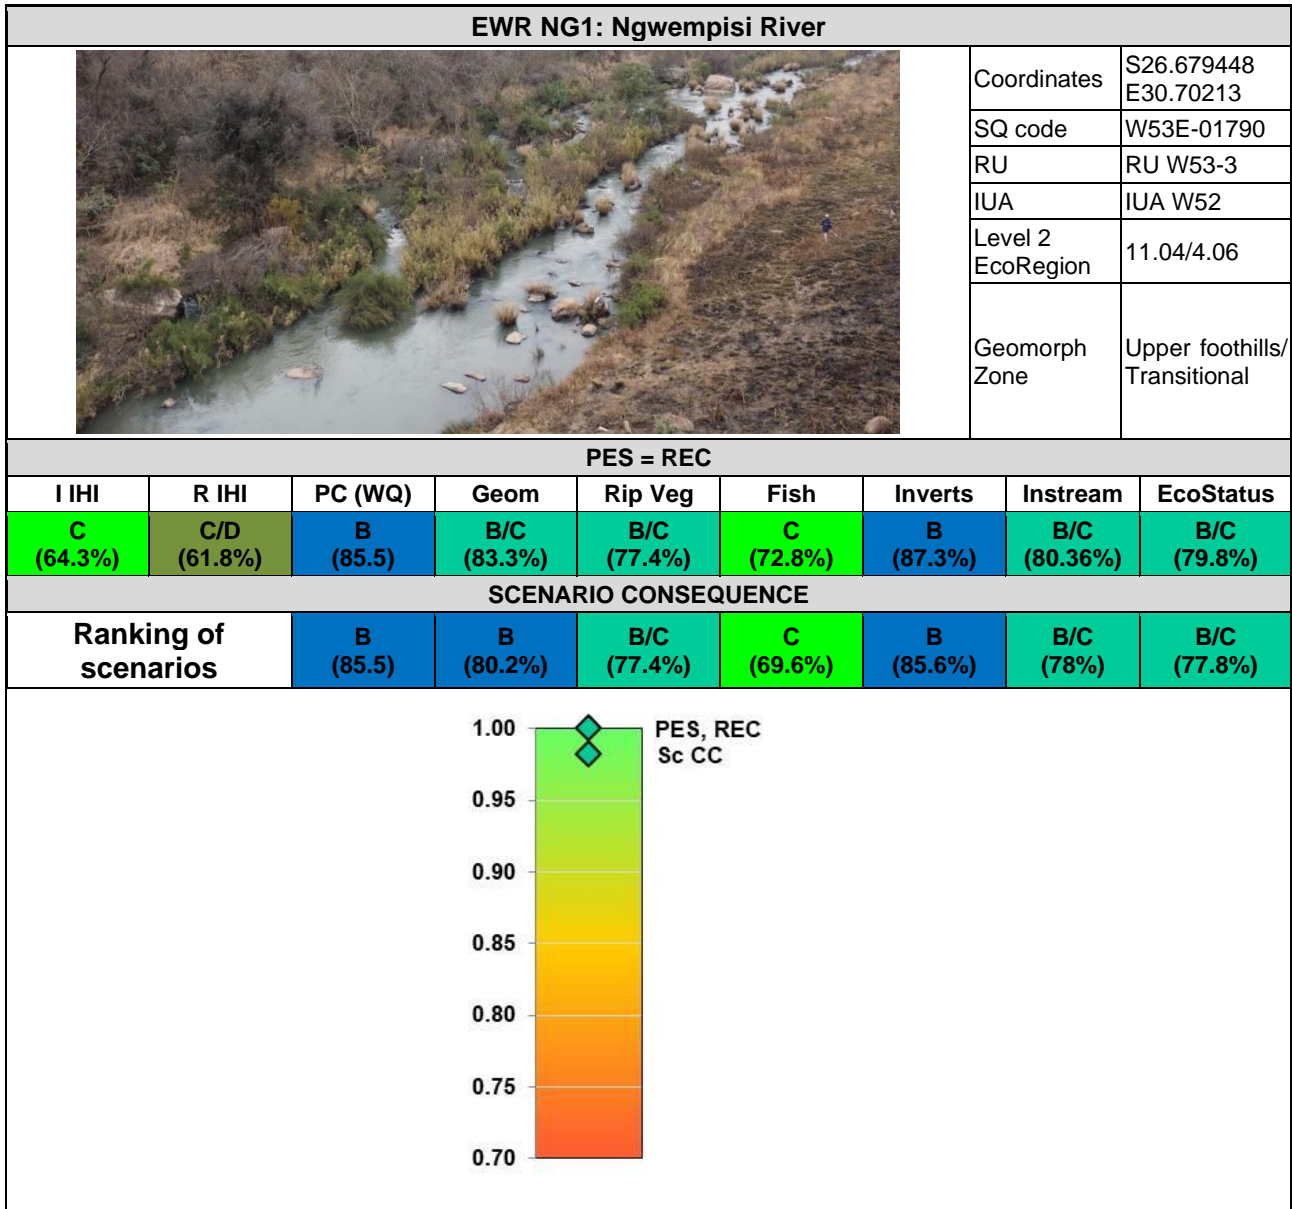 EWR NG1: Ngwempisi River
Coordinates
S26.679448
E30.70213
SQ code
W53E-01790
RU
RU W53-3
IUA
IUA W52
Level 2
EcoRegion
11.04/4.06
Geomorph
Zone
Upper foothills/
Transitional
PES = REC
I IHI R IHI PC (WQ) Geom Rip Veg Fish Inverts Instream EcoStatus
C C/D B B/C B/C C B B/C B/C
(64.3%) (61.8%) (85.5) (83.3%) (77.4%) (72.8%) (87.3%) (80.36%) (79.8%)
SCENARIO CONSEQUENCE
Ranking of
scenarios
B B B/C C B B/C B/C
(85.5) (80.2%) (77.4%) (69.6%) (85.6%) (78%) (77.8%)
1.00 PES, REC
Sc CC
0.95
0.90
0.85
0.80
0.75
0.70